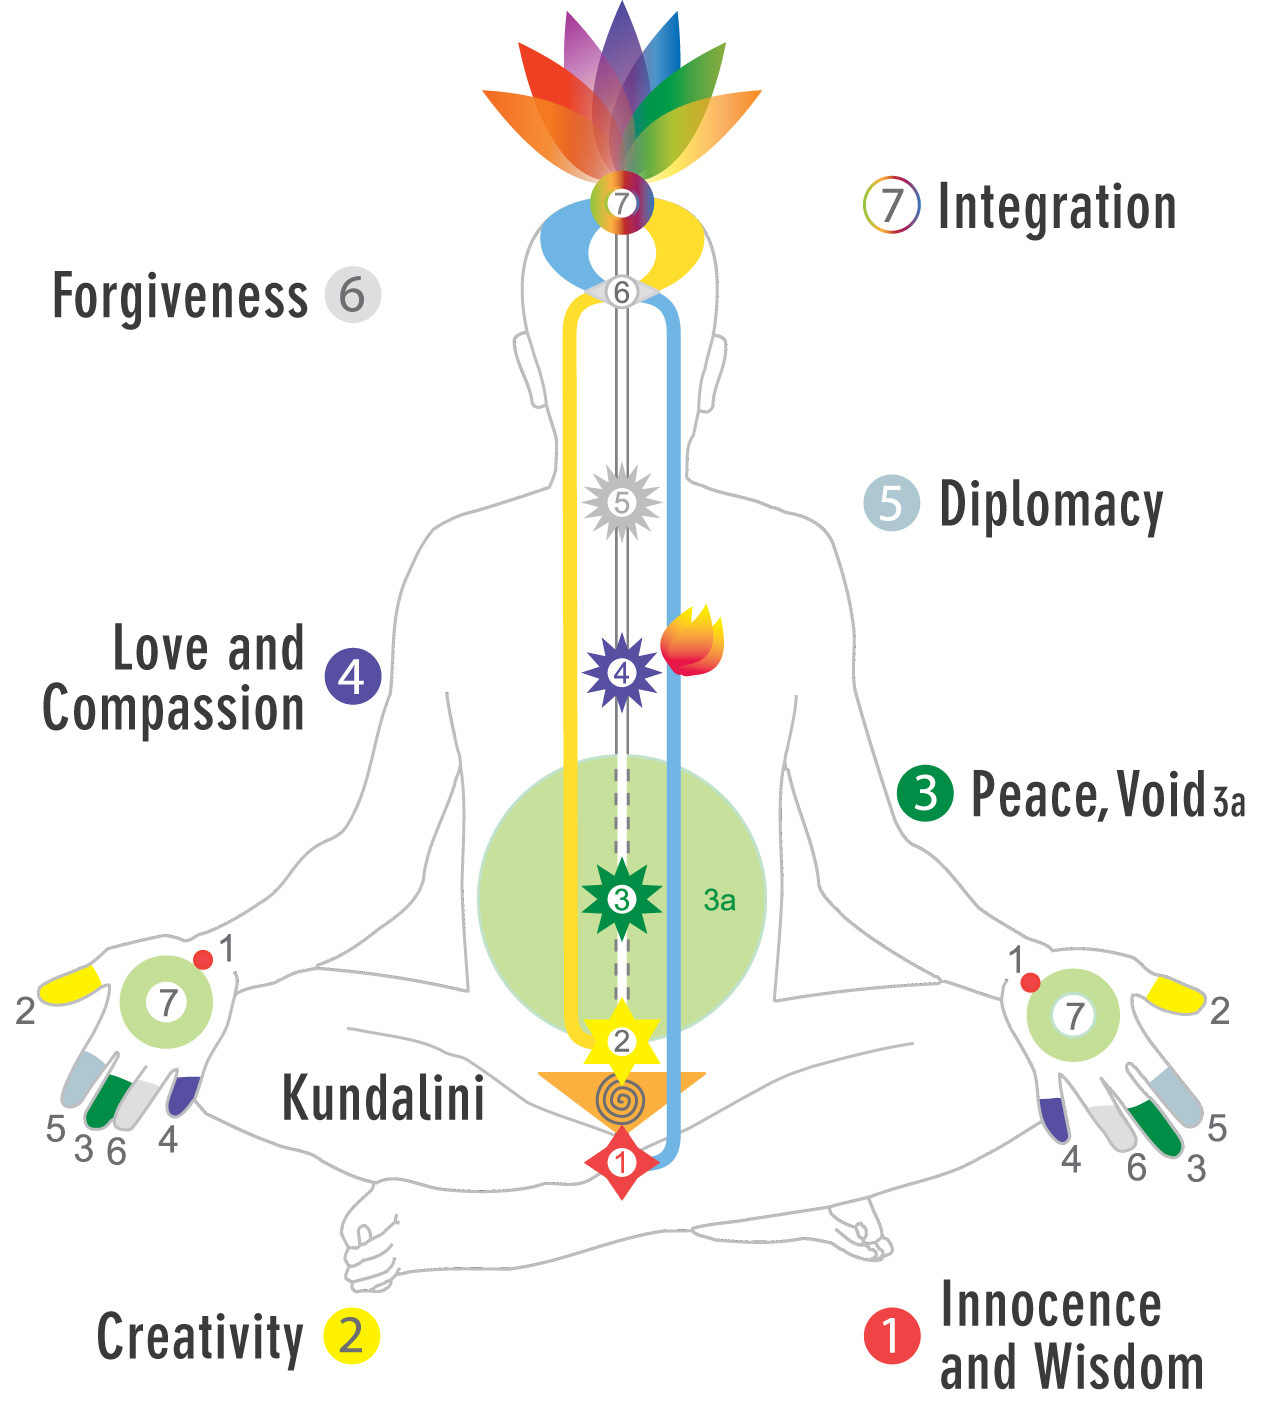 7
7 Integration
6
Forgiveness 6
5
5 Diplomacy
4
Love and
Compassion 4
3 Peace, Void 3a
3
3a
1
7
2
5
3
6
4
1
7
2
4
6
3
5
2
Kundalini
1
Creativity 2
1 Innocence
and Wisdom